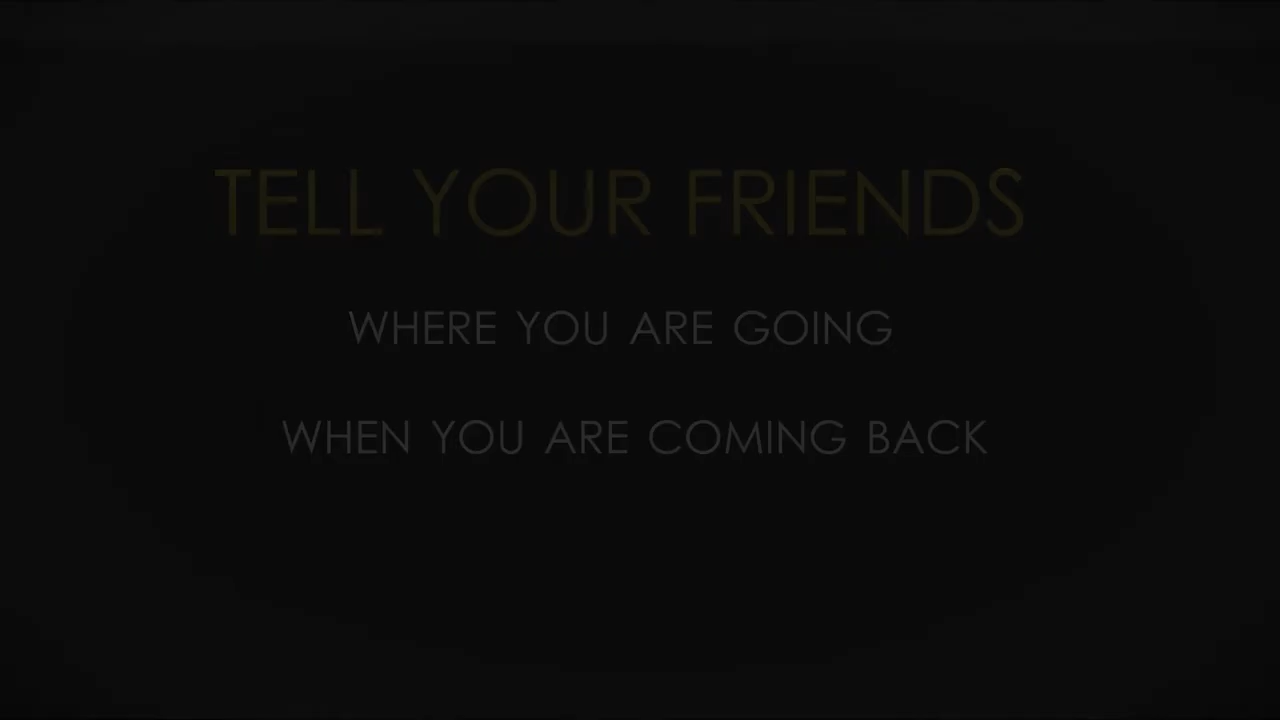 TELL YOUR FRIENDS
WHERE YOU ARE GOING
WHEN YOU ARE COMING BACK